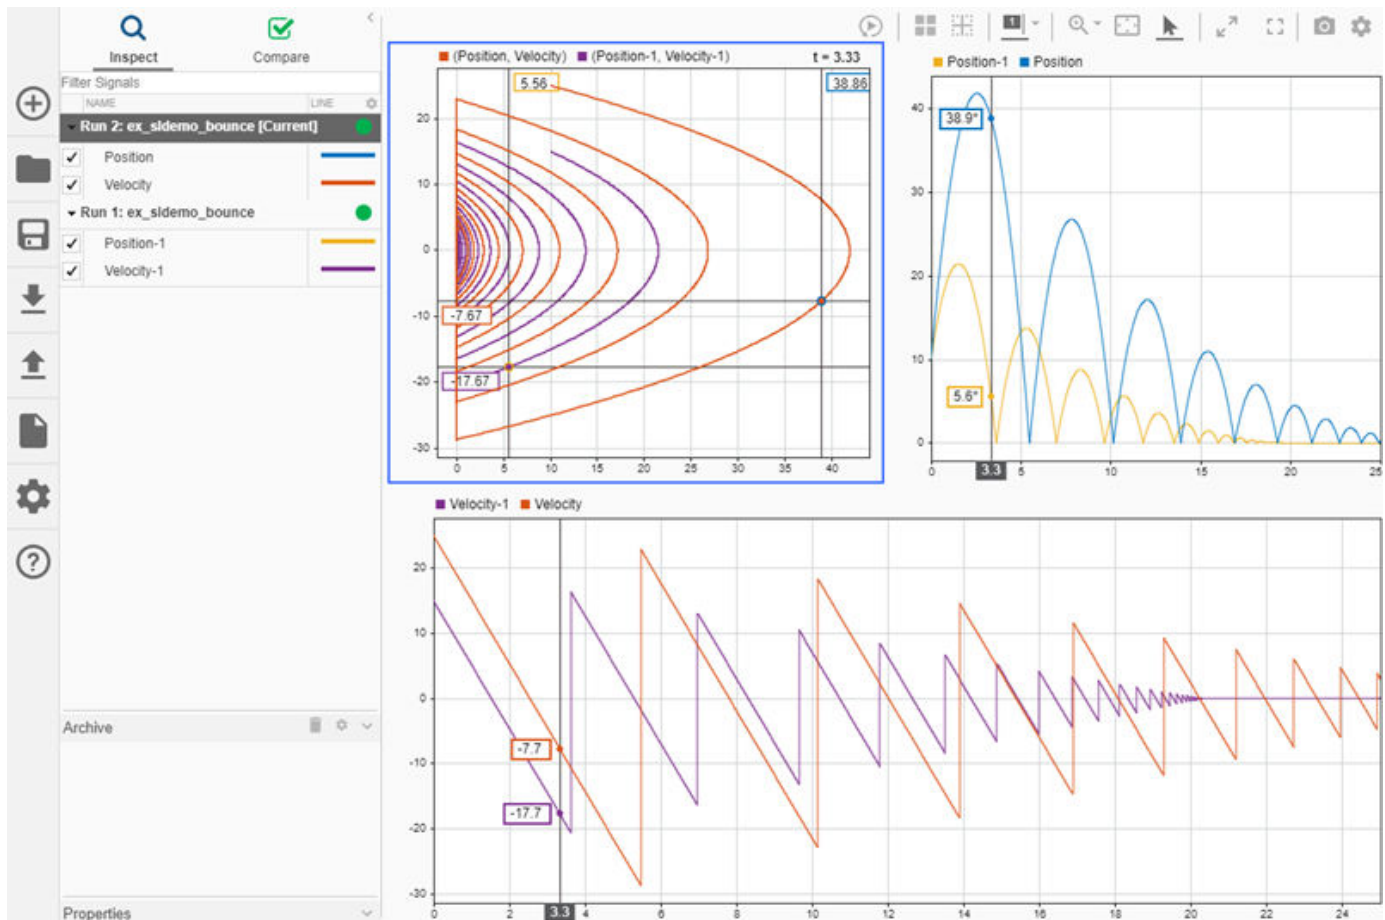 Inspect
Compare
Filter Signals
NAME
LINE
Run 2: ex_sldemo_bounce [Current]
Position
Velocity
Run 1: ex_sldemo_bounce
Position-1
Velocity-1
Archive
Properties
1
(Position, Velocity) (Position-1, Velocity-1) t = 3.33
5.56
38.86
20
10
0
-10
-20
-30
-7.67
-17.67
0 5 10 15 20 25 30 35 40
Position-1 Position
40
30
20
10
0
38.9*
5.6*
0 3.3 5 10 15 20 25
Velocity-1 Velocity
20
10
0
-10
-20
-30
-7.7
-17.7
0 2 3.3 4 6 8 10 12 14 16 18 20 22 24